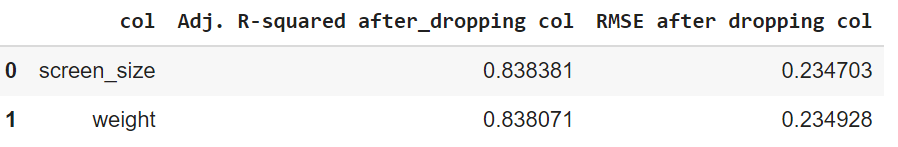 col Adj. R-squared after_dropping col RMSE after dropping col
0 screen_size 0.838381 0.234703
1 weight 0.838071 0.234928